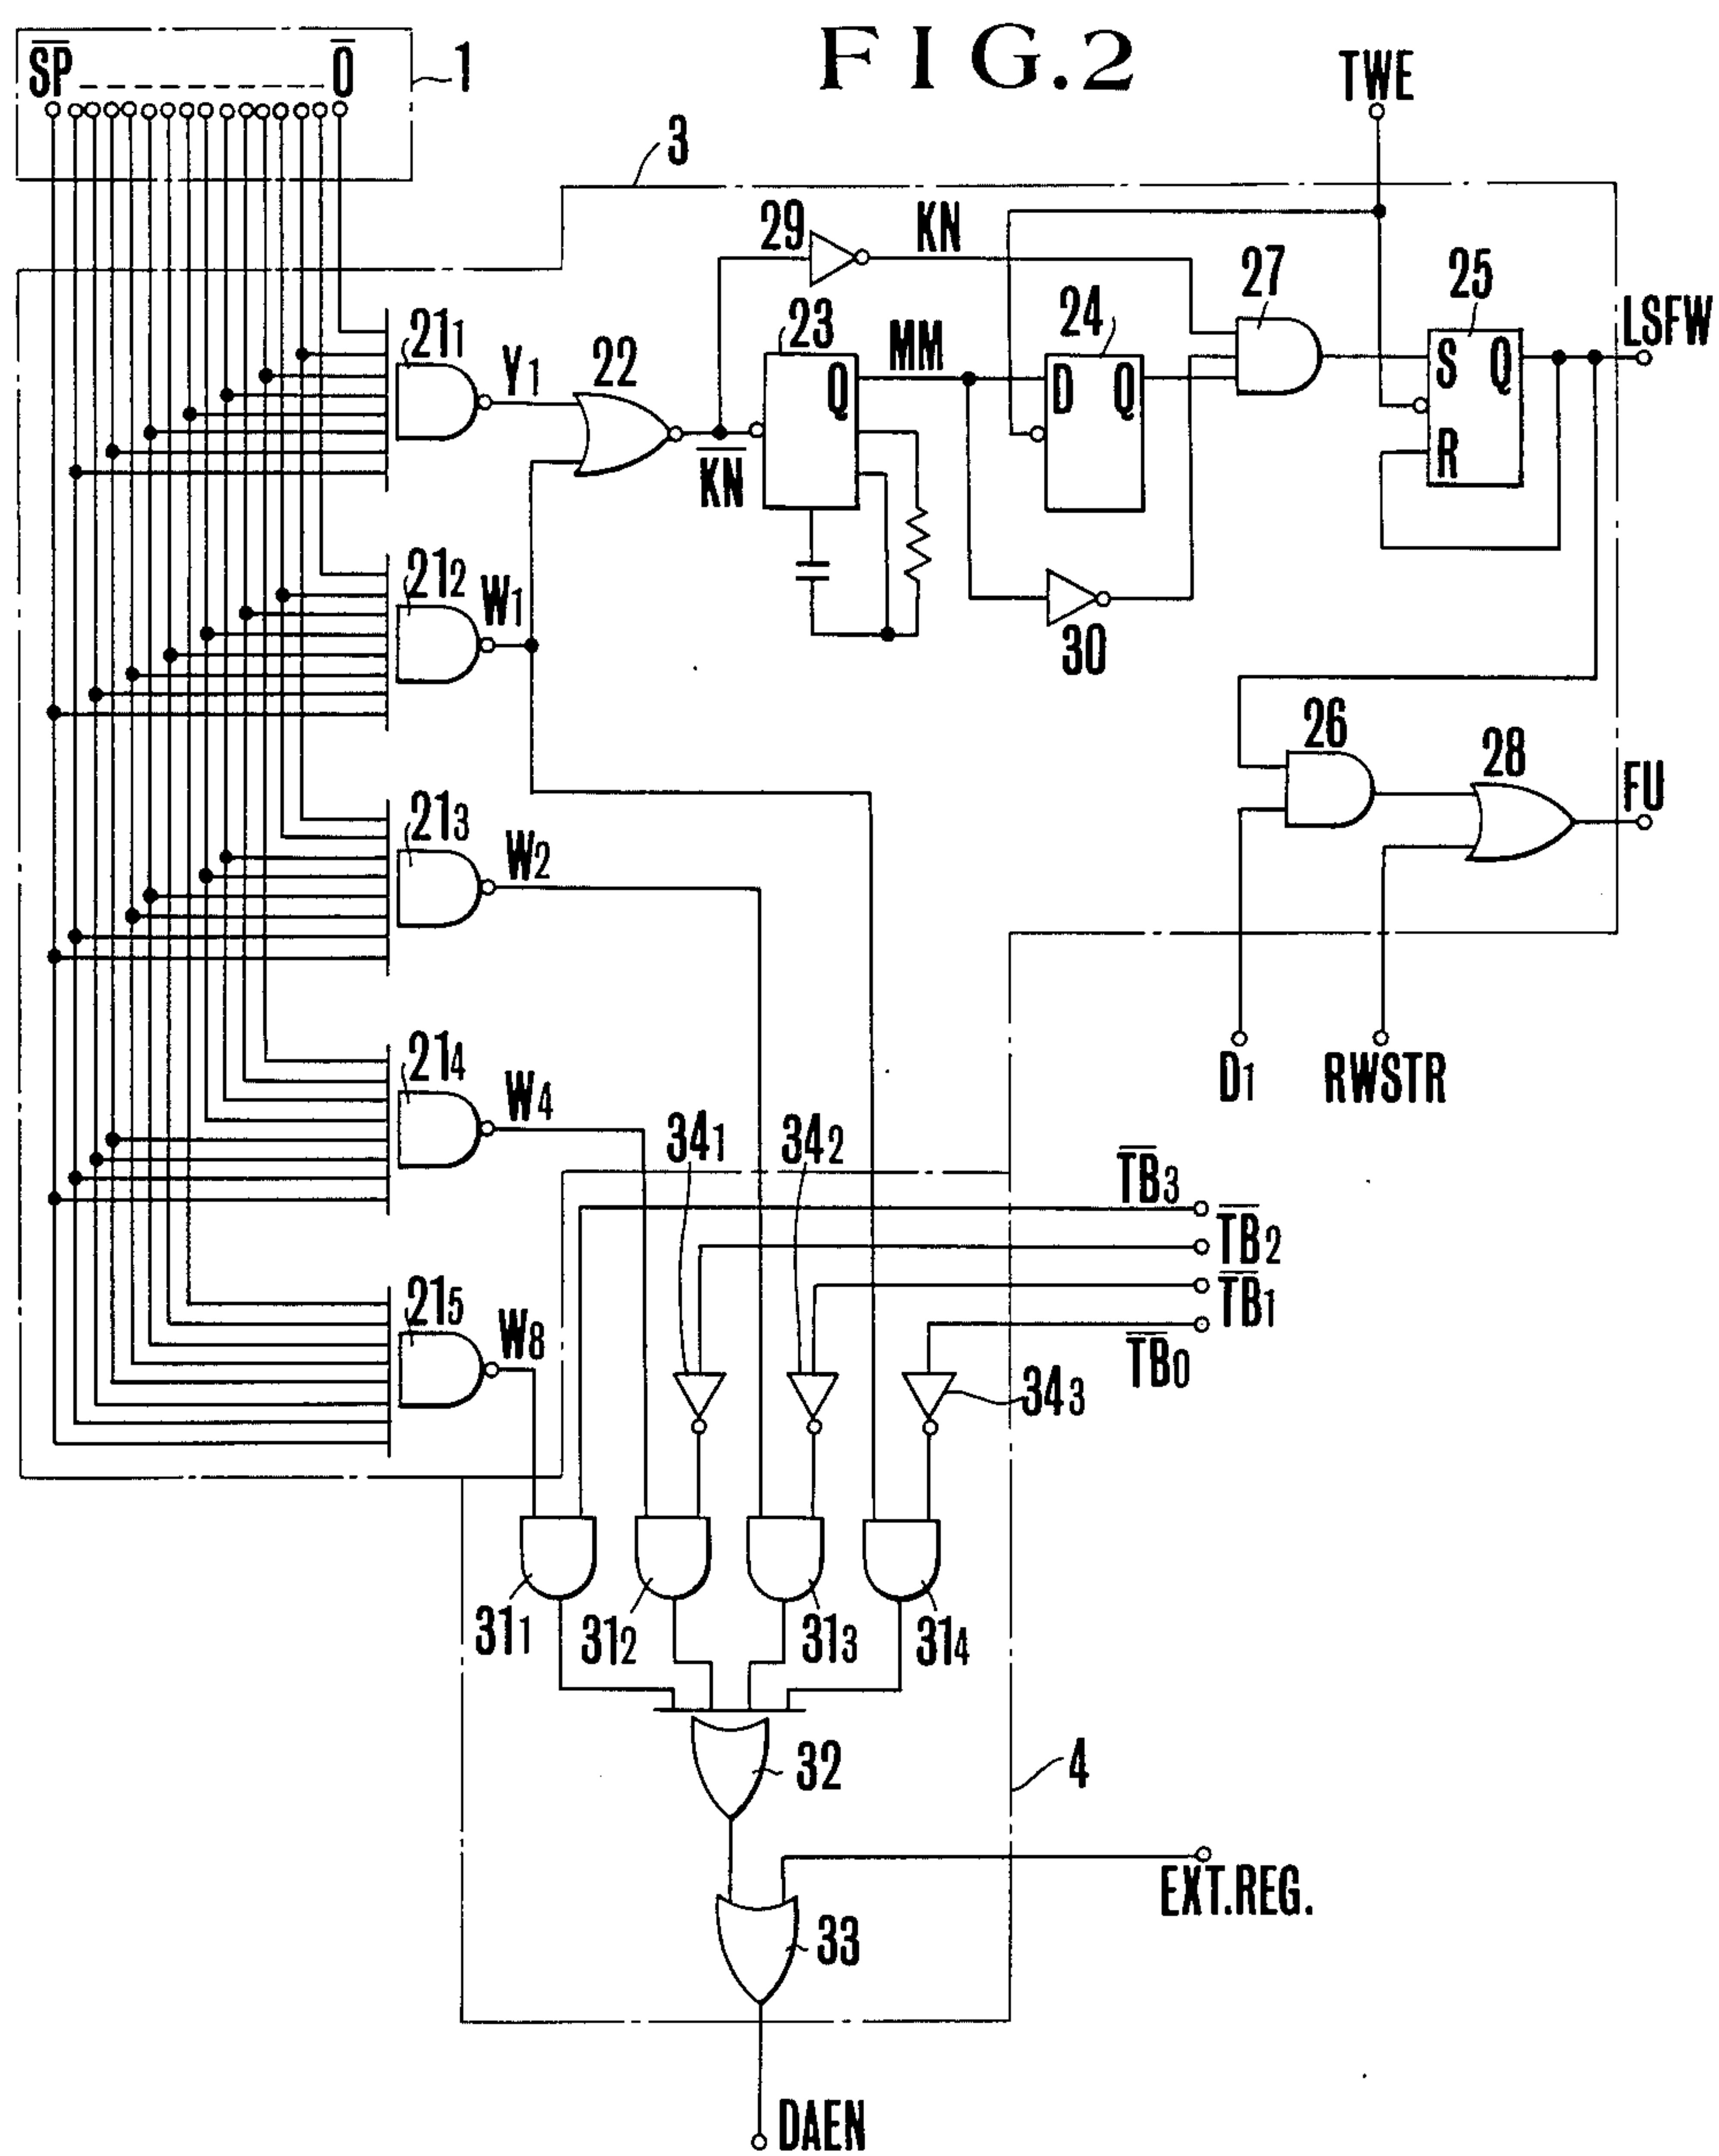 FIG.2
S̅P̅ O̅
1
TWE
3
29
KN
27
25
LSFW
21₁
Y₁
22
23
MM
24
Q
D Q
S Q
R
K̅N̅
21₂
W₁
30
26
28
FU
21₃
W₂
D₁
RWSTR
21₄
W₄
34₁
34₂
T̅B̅₃
T̅B̅₂
T̅B̅₁
T̅B̅₀
21₅
W₈
34₃
31₁
31₂
31₃
31₄
32
4
EXT.REG.
33
DAEN